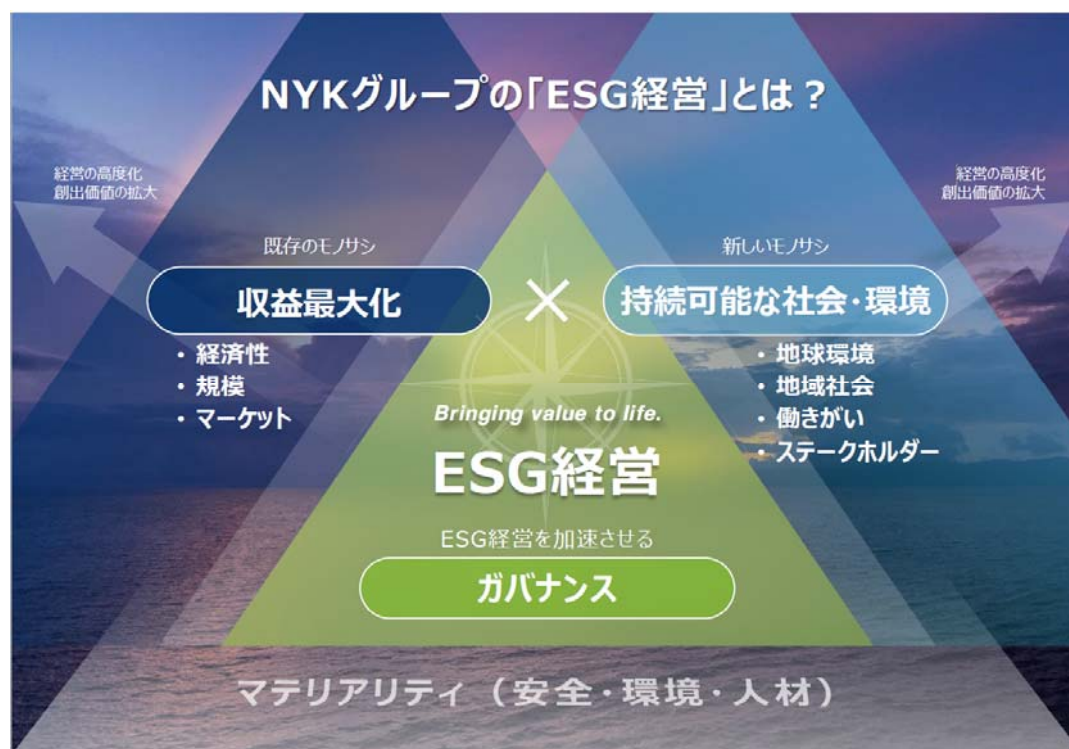 NYKグループの「ESG経営」とは？
経営の高度化
創出価値の拡大
経営の高度化
創出価値の拡大
既存のモノサシ
収益最大化
・経済性
・規模
・マーケット
×
新しいモノサシ
持続可能な社会・環境
・地球環境
・地域社会
・働きがい
・ステークホルダー
Bringing value to life.
ESG経営
ESG経営を加速させる
ガバナンス
マテリアリティ（安全・環境・人材）